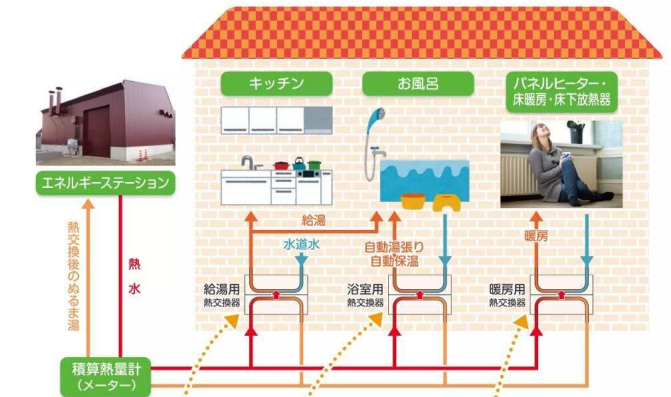 キッチン
お風呂
パネルヒーター・
床暖房・床下放熱器
エネルギーステーション
給湯
水道水
自動湯張り
自動保温
暖房
熱交換後のぬるま湯
熱水
給湯用
熱交換器
浴室用
熱交換器
暖房用
熱交換器
積算熱量計
(メーター)